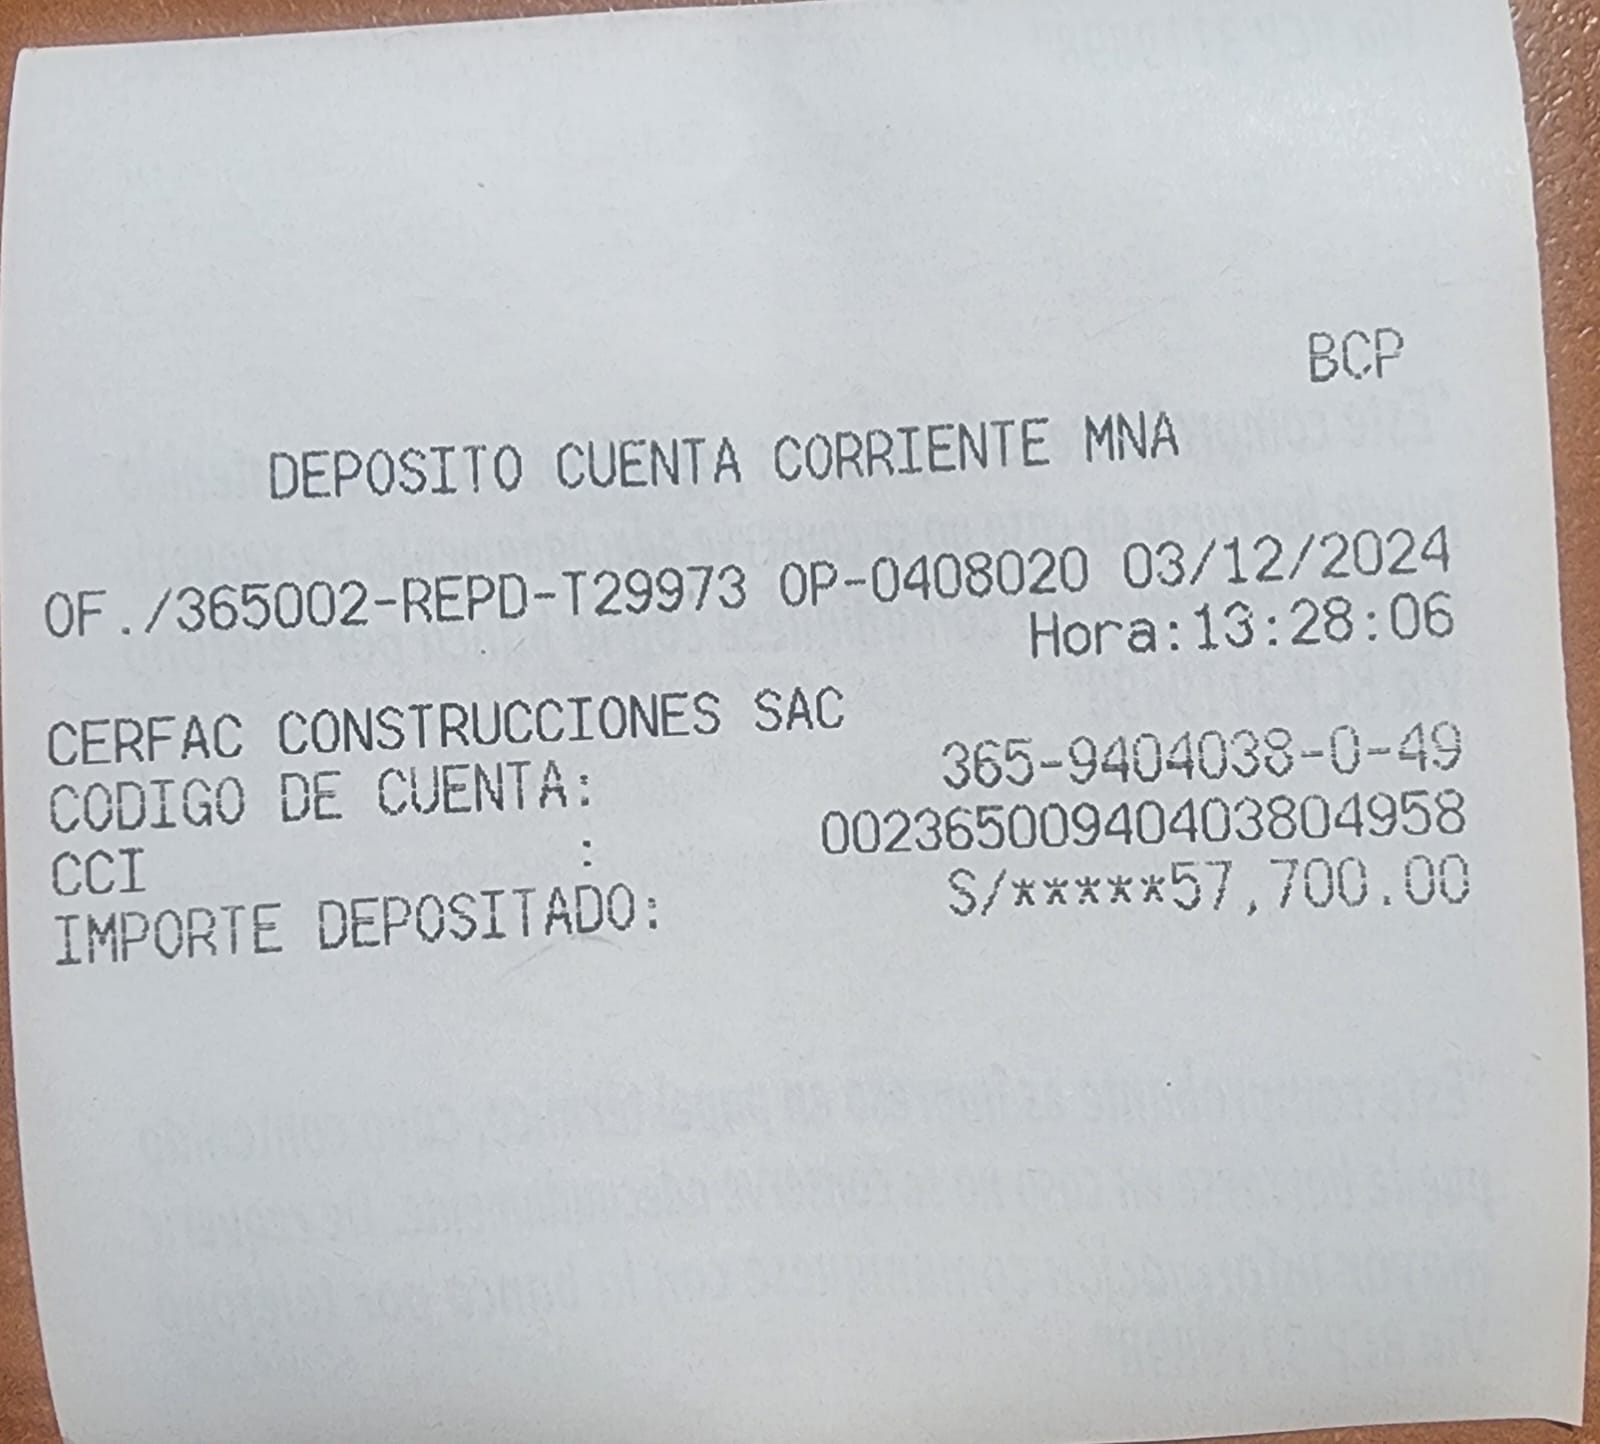 BCP
DEPOSITO CUENTA CORRIENTE MNA
OF./365002-REPD-T29973 OP-0408020 03/12/2024
Hora:13:28:06
CERFAC CONSTRUCCIONES SAC
CODIGO DE CUENTA: 365-9404038-0-49
CCI : 00236500940403804958
IMPORTE DEPOSITADO: S/*****57,700.00